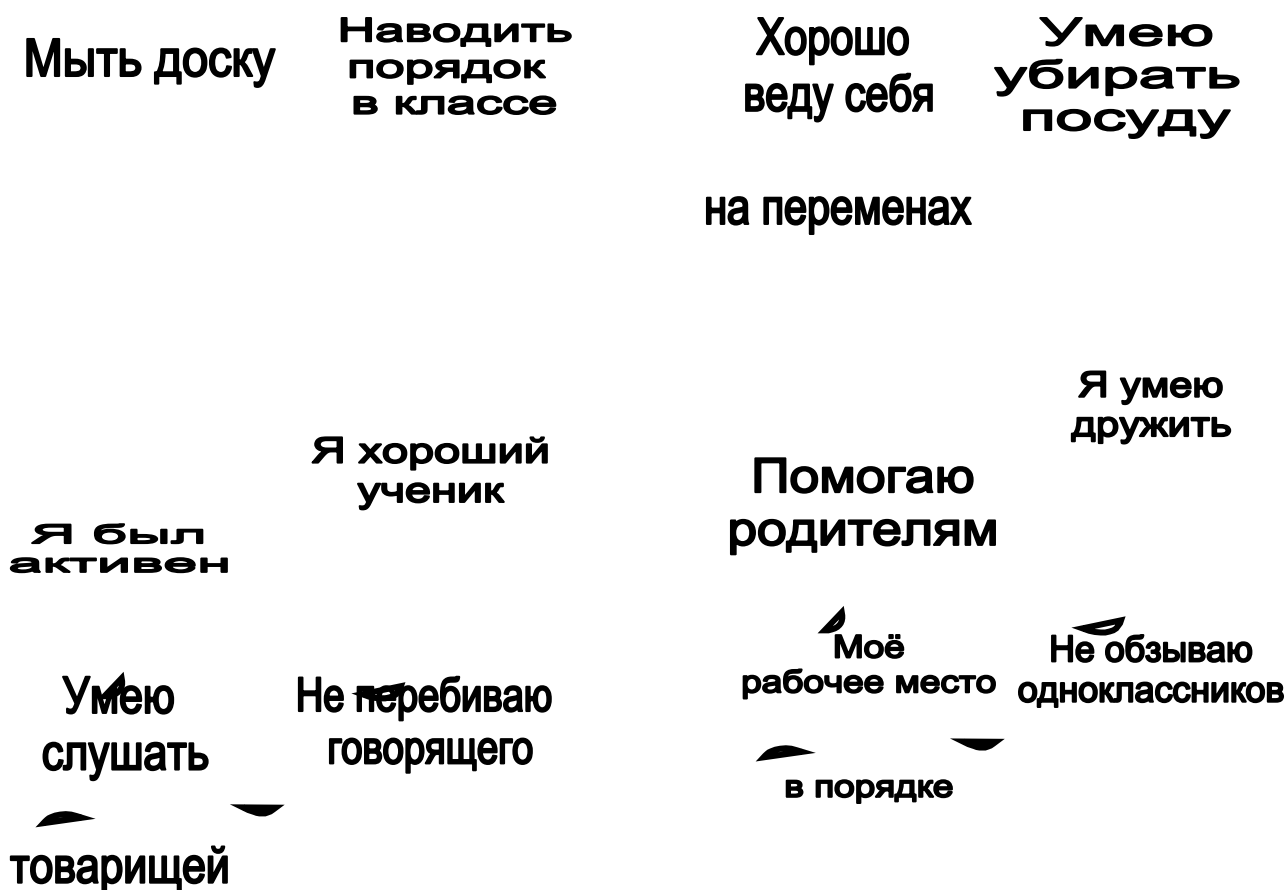 Мыть доску
Наводить
порядок
в классе
Хорошо
веду себя
на переменах
Умею
убирать
посуду
Я был
активен
Я хороший
ученик
Помогаю
родителям
Я умею
дружить
Умею
слушать
товарищей
Не перебиваю
говорящего
Моё
рабочее место
в порядке
Не обзываю
одноклассников